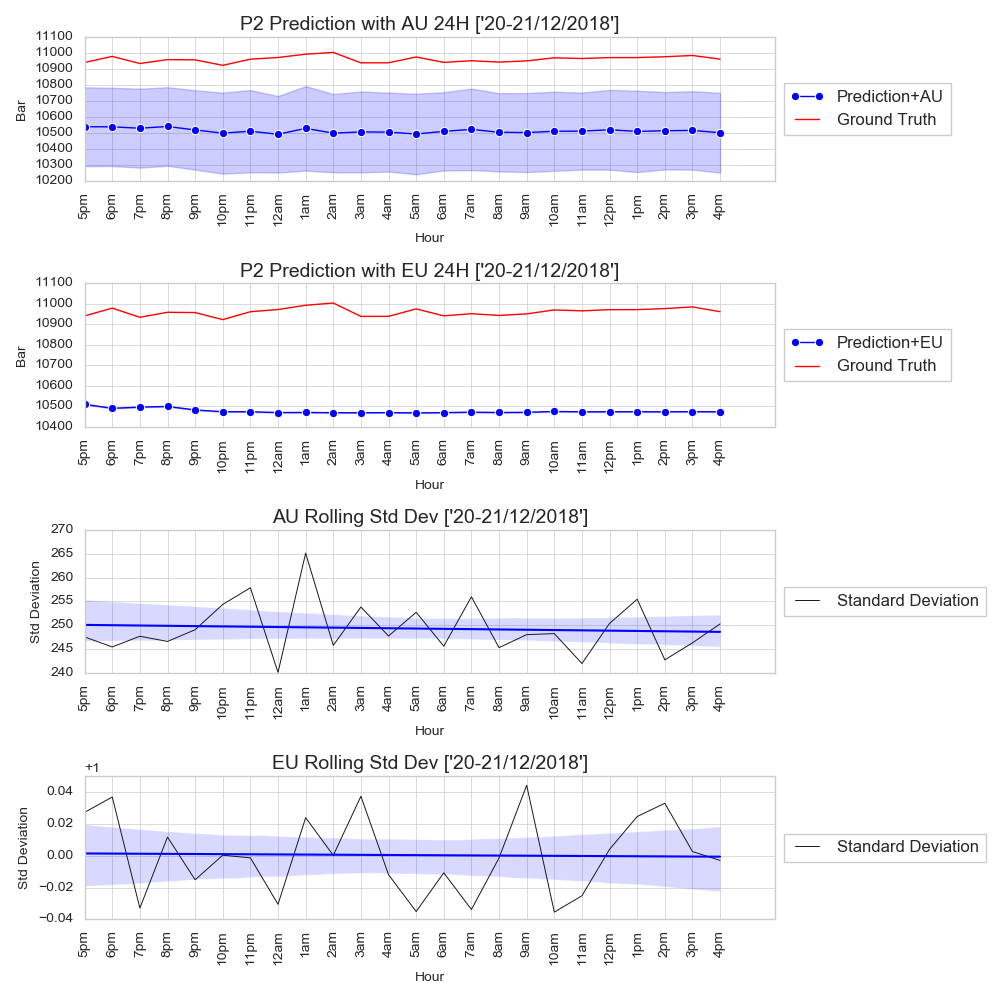 P2 Prediction with AU 24H ['20-21/12/2018']
11100
11000
10900
10800
10700
10600
10500
10400
10300
10200
Bar
5pm 6pm 7pm 8pm 9pm 10pm 11pm 12am 1am 2am 3am 4am 5am 6am 7am 8am 9am 10am 11am 12pm 1pm 2pm 3pm 4pm
Hour
Prediction+AU
Ground Truth
P2 Prediction with EU 24H ['20-21/12/2018']
11100
11000
10900
10800
10700
10600
10500
10400
Bar
5pm 6pm 7pm 8pm 9pm 10pm 11pm 12am 1am 2am 3am 4am 5am 6am 7am 8am 9am 10am 11am 12pm 1pm 2pm 3pm 4pm
Hour
Prediction+EU
Ground Truth
AU Rolling Std Dev ['20-21/12/2018']
270
265
260
255
250
245
240
Std Deviation
5pm 6pm 7pm 8pm 9pm 10pm 11pm 12am 1am 2am 3am 4am 5am 6am 7am 8am 9am 10am 11am 12pm 1pm 2pm 3pm 4pm
Hour
Standard Deviation
EU Rolling Std Dev ['20-21/12/2018']
+1
0.04
0.02
0.00
−0.02
−0.04
Std Deviation
5pm 6pm 7pm 8pm 9pm 10pm 11pm 12am 1am 2am 3am 4am 5am 6am 7am 8am 9am 10am 11am 12pm 1pm 2pm 3pm 4pm
Hour
Standard Deviation